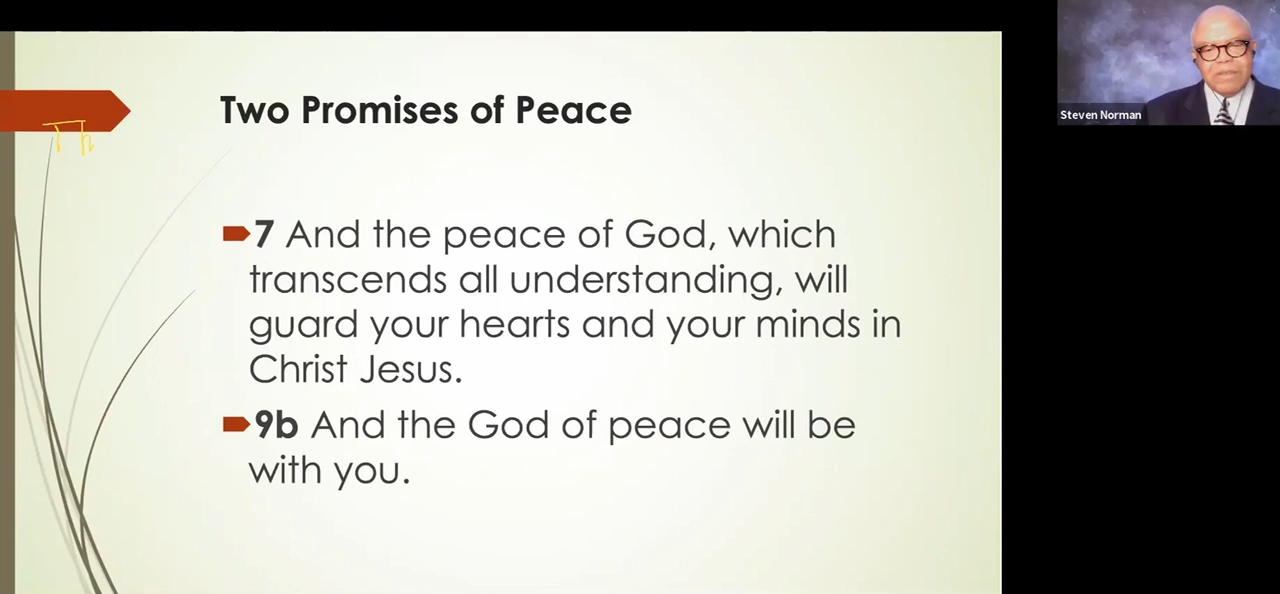 Two Promises of Peace
7 And the peace of God, which
transcends all understanding, will
guard your hearts and your minds in
Christ Jesus.
9b And the God of peace will be
with you.
Steven Norman